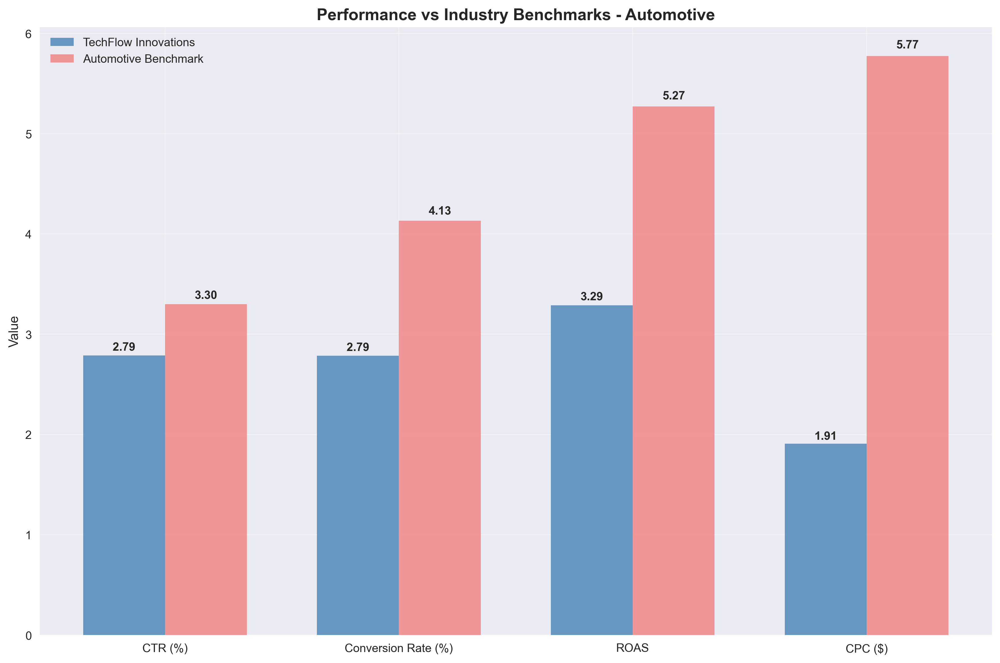 Performance vs Industry Benchmarks - Automotive
TechFlow Innovations
Automotive Benchmark
Value
6
5
4
3
2
1
0
2.79
3.30
2.79
4.13
3.29
5.27
1.91
5.77
CTR (%)
Conversion Rate (%)
ROAS
CPC ($)